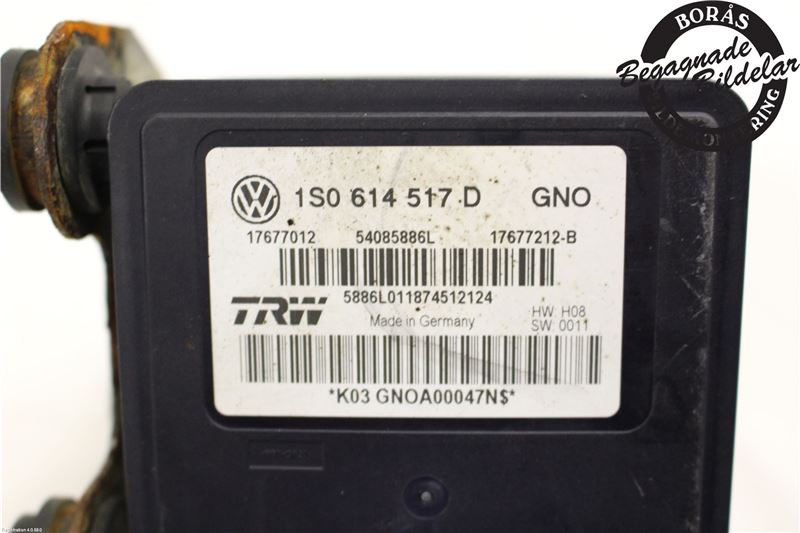 BORÅS
Begagnade
Bildelar
1S0 614 517 D GNO
17677012 54085886L 17677212-B
5886L011874512124
TRW
Made in Germany
HW: H08
SW: 0011
*K03 GNOA00047N$*